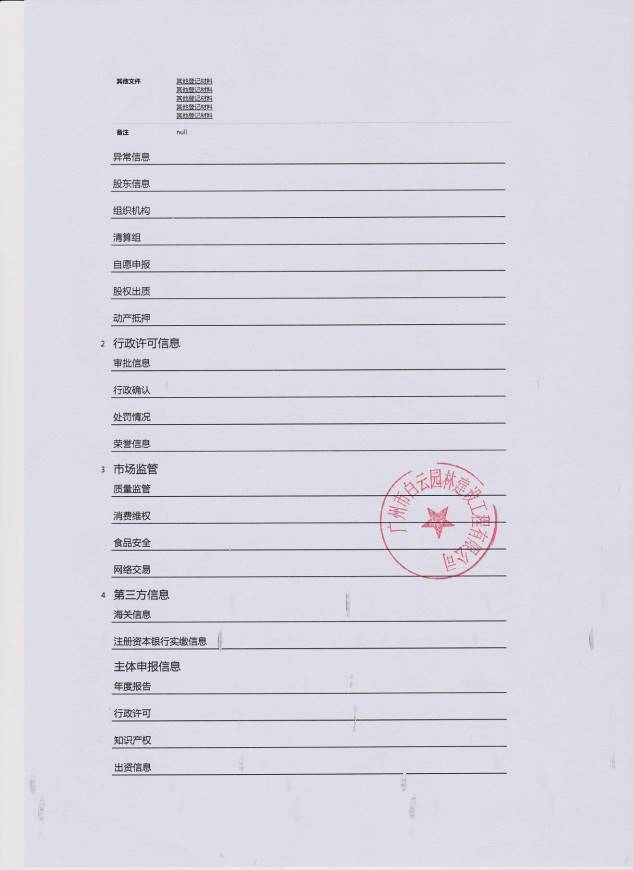 其他文件
其他登记材料
其他登记材料
其他登记材料
其他登记材料
其他登记材料
备注
null
异常信息
股东信息
组织机构
清算组
自愿申报
股权出质
动产抵押
2 行政许可信息
审批信息
行政确认
处罚情况
荣誉信息
3 市场监管
质量监管
消费维权
食品安全
网络交易
广州市白云园林建设工程有限公司
4 第三方信息
海关信息
注册资本银行实缴信息
主体申报信息
年度报告
行政许可
知识产权
出资信息